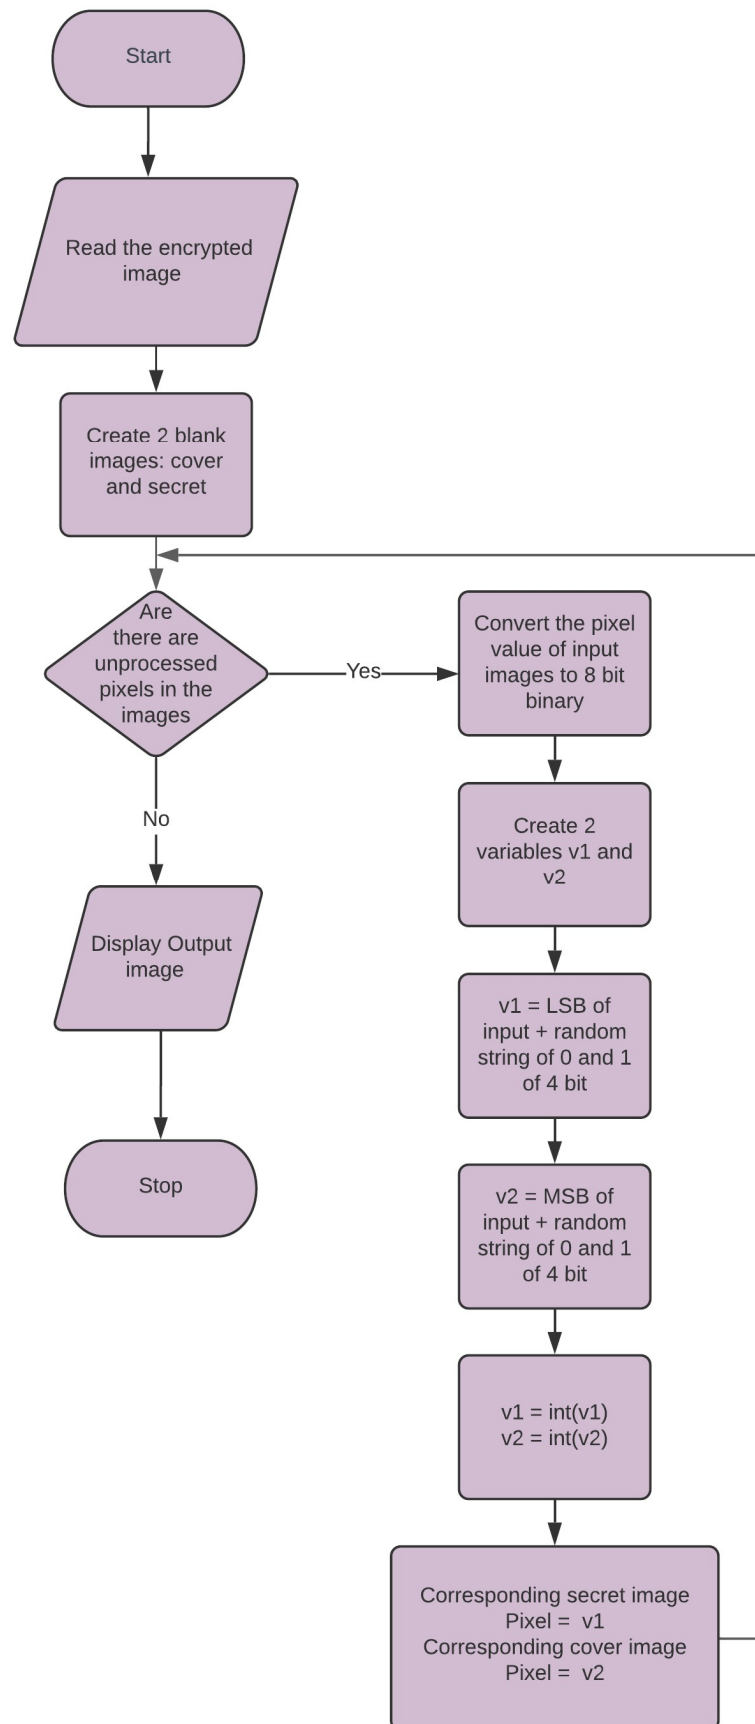 Start
Read the encrypted
image
Create 2 blank
images: cover
and secret
Are
there are
unprocessed
pixels in the
images
Yes
No
Display Output
image
Stop
Convert the pixel
value of input
images to 8 bit
binary
Create 2
variables v1 and
v2
v1 = LSB of
input + random
string of 0 and 1
of 4 bit
v2 = MSB of
input + random
string of 0 and 1
of 4 bit
v1 = int(v1)
v2 = int(v2)
Corresponding secret image
Pixel = v1
Corresponding cover image
Pixel = v2